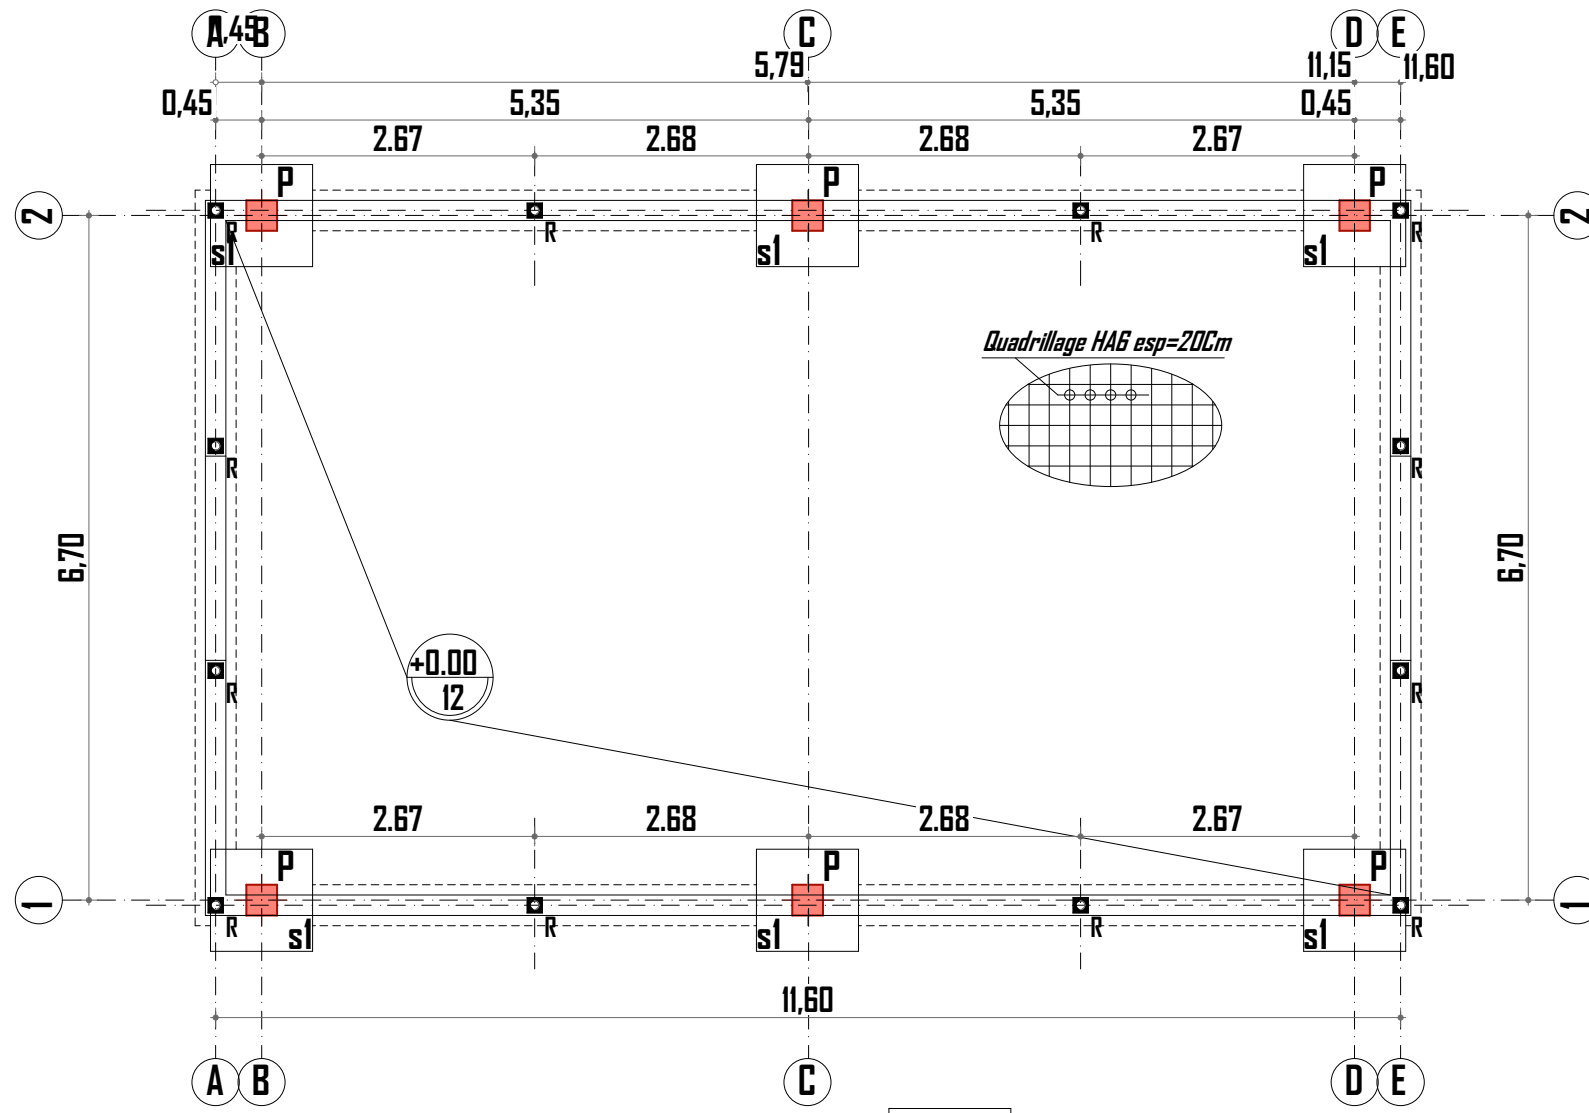 A 0,45 B C D E
5,79 11,15 11,60
0,45 5,35 5,35 0,45
2.67 2.68 2.68 2.67
P P P
2 2
R R R R
s1 s1 s1
Quadrillage HA6 esp=20Cm
R R
6,70 6,70
+0.00
12
R R
2.67 2.68 2.68 2.67
P P P
1 1
R R R R
s1 s1 s1
11,60
A B C D E